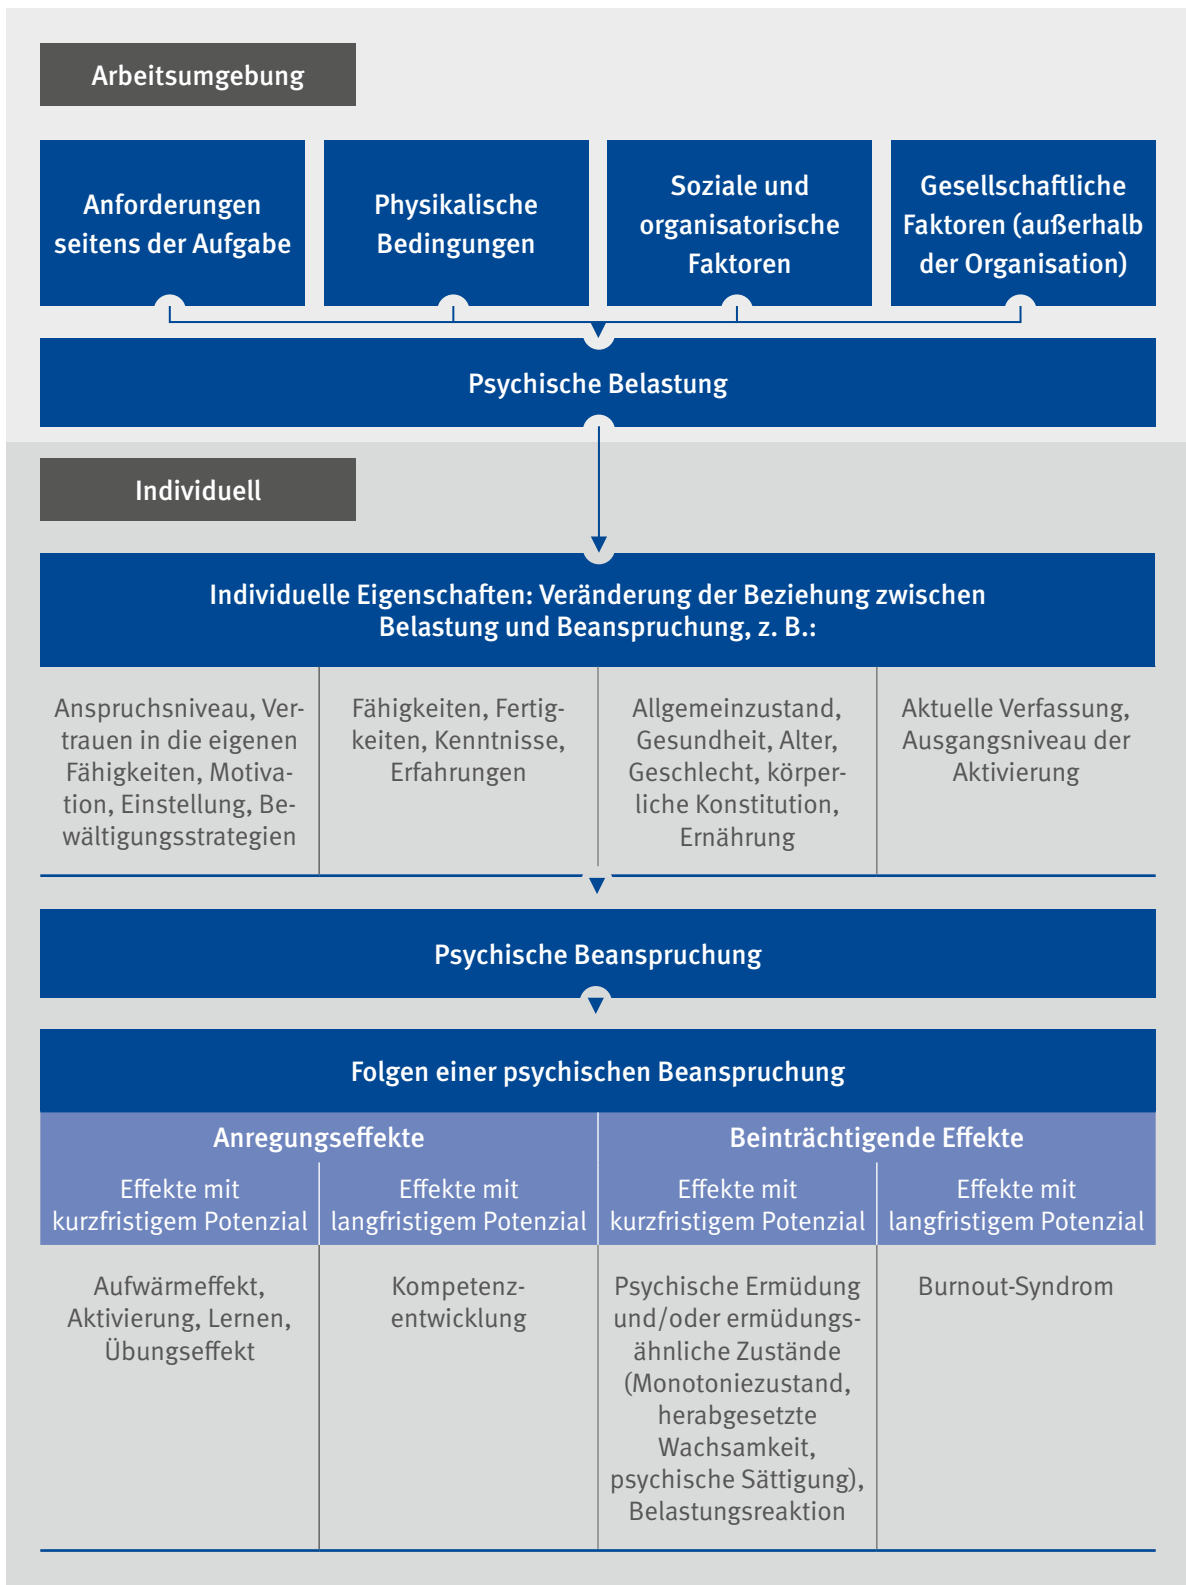 Arbeitsumgebung
Anforderungen
seitens der Aufgabe
Physikalische
Bedingungen
Soziale und
organisatorische
Faktoren
Gesellschaftliche
Faktoren (außerhalb
der Organisation)
Psychische Belastung
Individuell
Individuelle Eigenschaften: Veränderung der Beziehung zwischen
Belastung und Beanspruchung, z. B.:
Anspruchsniveau, Ver-
trauen in die eigenen
Fähigkeiten, Motiva-
tion, Einstellung, Be-
wältigungsstrategien
Fähigkeiten, Fertig-
keiten, Kenntnisse,
Erfahrungen
Allgemeinzustand,
Gesundheit, Alter,
Geschlecht, körper-
liche Konstitution,
Ernährung
Aktuelle Verfassung,
Ausgangsniveau der
Aktivierung
Psychische Beanspruchung
Folgen einer psychischen Beanspruchung
Anregungseffekte
Beinträchtigende Effekte
Effekte mit
kurzfristigem Potenzial
Effekte mit
langfristigem Potenzial
Effekte mit
kurzfristigem Potenzial
Effekte mit
langfristigem Potenzial
Aufwärmeffekt,
Aktivierung, Lernen,
Übungseffekt
Kompetenz-
entwicklung
Psychische Ermüdung
und/oder ermüdungs-
ähnliche Zustände
(Monotoniezustand,
herabgesetzte
Wachsamkeit,
psychische Sättigung),
Belastungsreaktion
Burnout-Syndrom